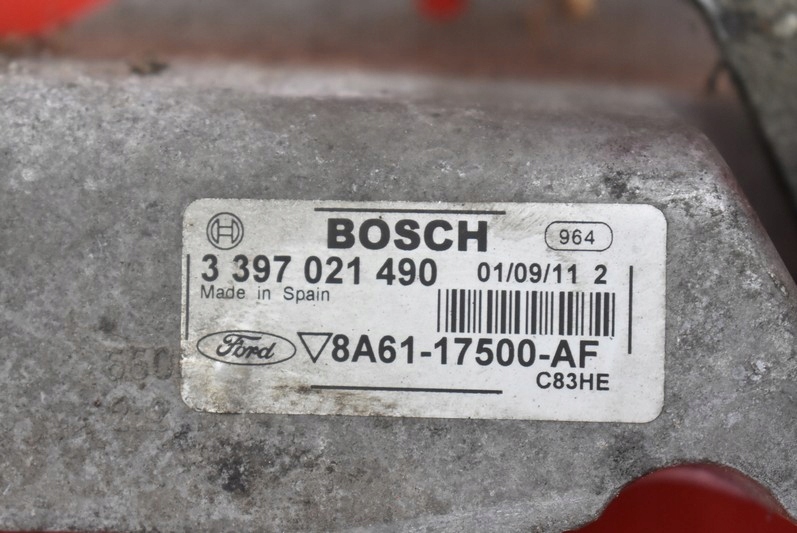 BOSCH 964
3 397 021 490 01/09/11 2
Made in Spain
Ford 8A61-17500-AF
C83HE